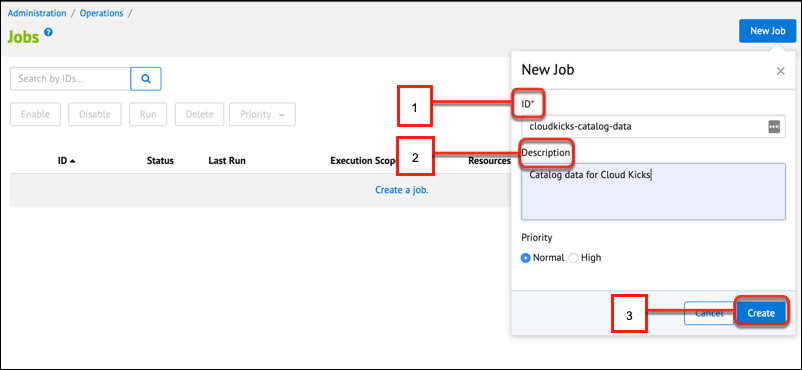 Administration / Operations /
Jobs ?
New Job
Search by IDs...
Enable Disable Run Delete Priority
ID Status Last Run Execution Scope Resources
Create a job.
New Job ×
1
ID*
cloudkicks-catalog-data
2
Description
Catalog data for Cloud Kicks
Priority
Normal High
3
Cancel Create